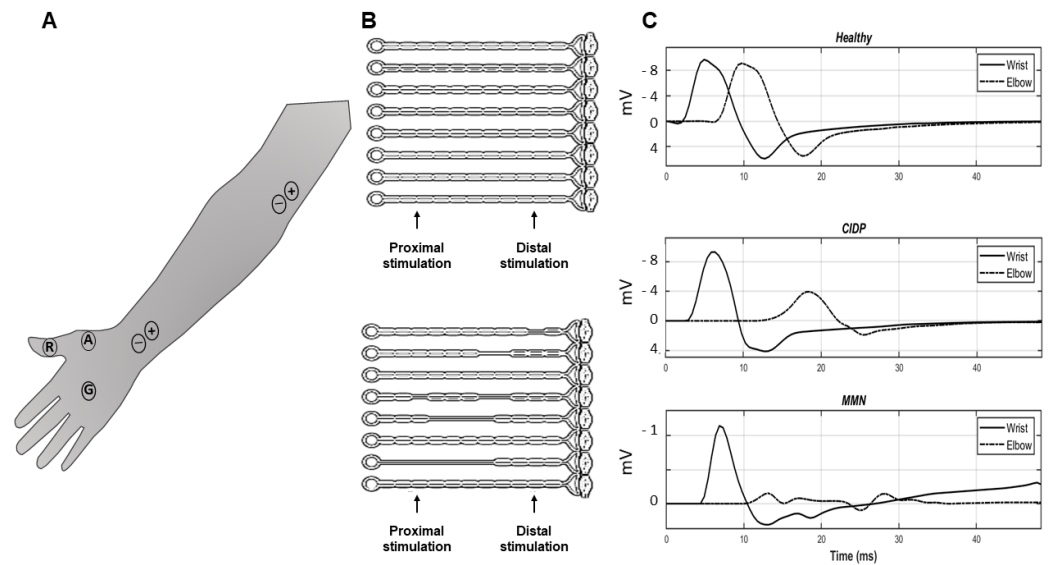 A
R
A
G
B
Proximal
stimulation
Distal
stimulation
Proximal
stimulation
Distal
stimulation
C
Healthy
mV
- 8
- 4
0
4
Wrist
Elbow
0
10
20
30
40
CIDP
mV
- 8
- 4
0
4
Wrist
Elbow
0
10
20
30
40
MMN
mV
- 1
0
Wrist
Elbow
0
10
20
30
40
Time (ms)